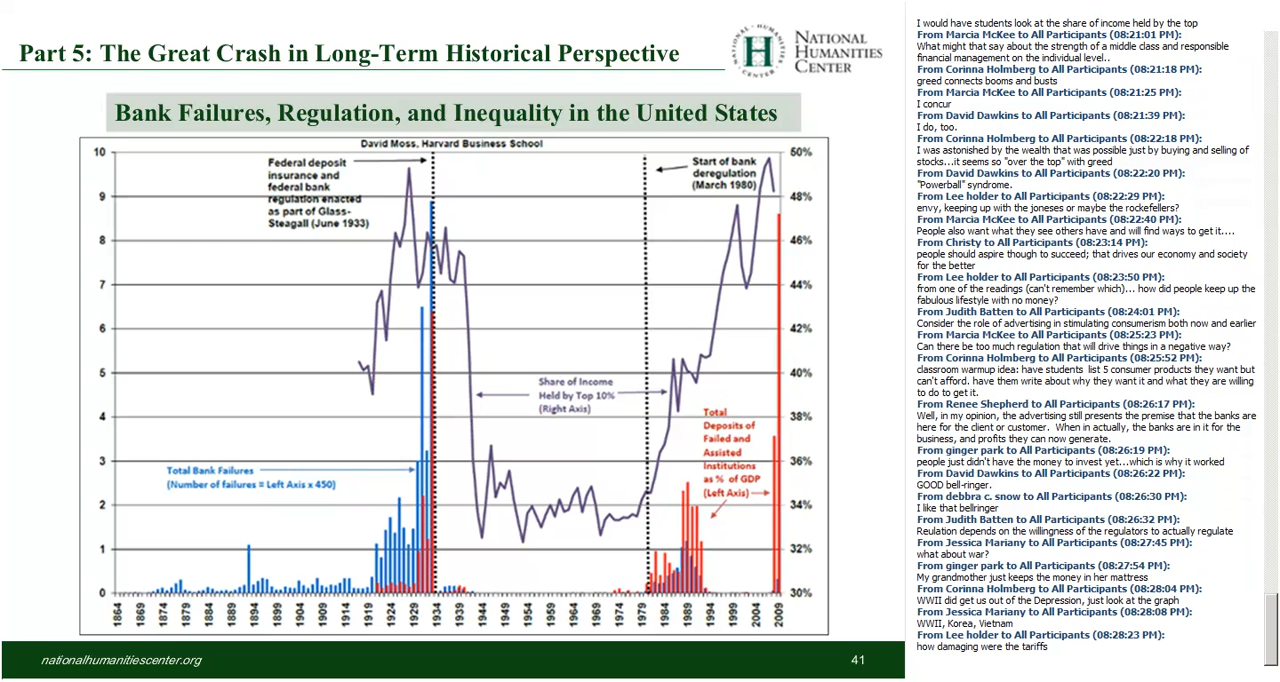 Part 5: The Great Crash in Long-Term Historical Perspective
NATIONAL HUMANITIES CENTER
H
NATIONAL
HUMANITIES
CENTER
Bank Failures, Regulation, and Inequality in the United States
David Moss, Harvard Business School
10
9
8
7
6
5
4
3
2
1
0
50%
48%
46%
44%
42%
40%
38%
36%
34%
32%
30%
Federal deposit
insurance and
federal bank
regulation enacted
as part of Glass-
Steagall (June 1933)
Start of bank
deregulation
(March 1980)
Share of Income
Held by Top 10%
(Right Axis)
Total
Deposits of
Failed and
Assisted
Institutions
as % of GDP
(Left Axis)
Total Bank Failures
(Number of failures = Left Axis x 450)
1864 1869 1874 1879 1884 1889 1894 1899 1904 1909 1914 1919 1924 1929 1934 1939 1944 1949 1954 1959 1964 1969 1974 1979 1984 1989 1994 1999 2004 2009
nationalhumanitiescenter.org
41
I would have students look at the share of income held by the top
From Marcia McKee to All Participants (08:21:01 PM):
What might that say about the strength of a middle class and responsible
financial management on the individual level..
From Corinna Holmberg to All Participants (08:21:18 PM):
greed connects booms and busts
From Marcia McKee to All Participants (08:21:25 PM):
I concur
From David Dawkins to All Participants (08:21:39 PM):
I do, too.
From Corinna Holmberg to All Participants (08:22:18 PM):
I was astonished by the wealth that was possible just by buying and selling of
stocks...it seems so "over the top" with greed
From David Dawkins to All Participants (08:22:20 PM):
"Powerball" syndrome.
From Lee holder to All Participants (08:22:29 PM):
envy, keeping up with the joneses or maybe the rockefellers?
From Marcia McKee to All Participants (08:22:40 PM):
People also want what they see others have and will find ways to get it....
From Christy to All Participants (08:23:14 PM):
people should aspire though to succeed; that drives our economy and society
for the better
From Lee holder to All Participants (08:23:50 PM):
from one of the readings (can't remember which)... how did people keep up the
fabulous lifestyle with no money?
From Judith Batten to All Participants (08:24:01 PM):
Consider the role of advertising in stimulating consumerism both now and earlier
From Marcia McKee to All Participants (08:25:23 PM):
Can there be too much regulation that will drive things in a negative way?
From Corinna Holmberg to All Participants (08:25:52 PM):
classroom warmup idea: have students  list 5 consumer products they want but
can't afford. have them write about why they want it and what they are willing
to do to get it.
From Renee Shepherd to All Participants (08:26:17 PM):
Well, in my opinion, the advertising still presents the premise that the banks are
here for the client or customer.  When in actually, the banks are in it for the
business, and profits they can now generate.
From ginger park to All Participants (08:26:19 PM):
people just didn't have the money to invest yet...which is why it worked
From David Dawkins to All Participants (08:26:22 PM):
GOOD bell-ringer.
From debbra c. snow to All Participants (08:26:30 PM):
I like that bellringer
From Judith Batten to All Participants (08:26:32 PM):
Reulation depends on the willingness of the regulators to actually regulate
From Jessica Mariany to All Participants (08:27:45 PM):
what about war?
From ginger park to All Participants (08:27:54 PM):
My grandmother just keeps the money in her mattress
From Corinna Holmberg to All Participants (08:28:04 PM):
WWII did get us out of the Depression, just look at the graph
From Jessica Mariany to All Participants (08:28:08 PM):
WWII, Korea, Vietnam
From Lee holder to All Participants (08:28:23 PM):
how damaging were the tariffs